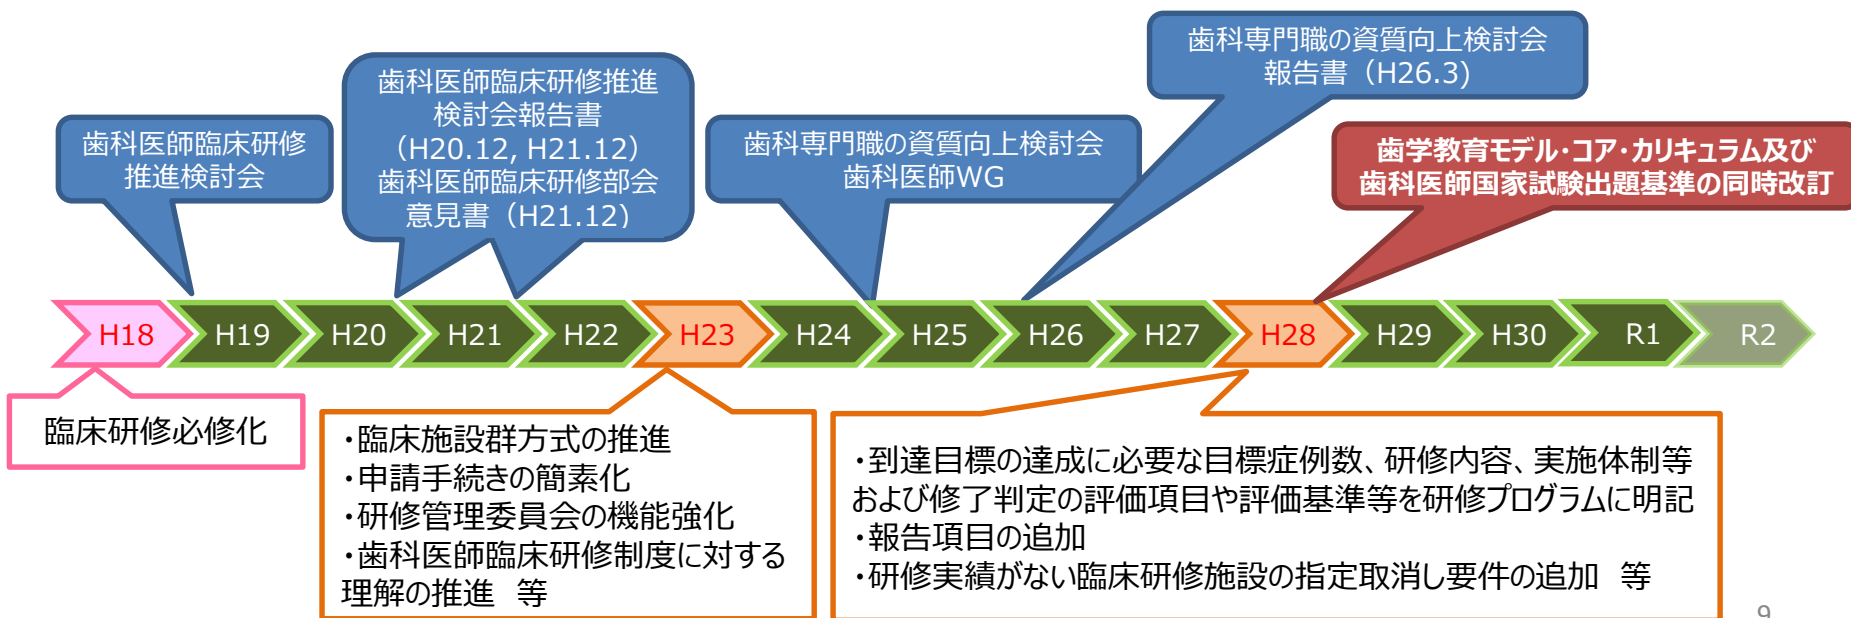 歯科医師臨床研修
推進検討会
歯科医師臨床研修推進
検討会報告書
(H20.12, H21.12)
歯科医師臨床研修部会
意見書（H21.12)
歯科専門職の資質向上検討会
歯科医師WG
歯科専門職の資質向上検討会
報告書（H26.3)
歯学教育モデル・コア・カリキュラム及び
歯科医師国家試験出題基準の同時改訂
H18 H19 H20 H21 H22 H23 H24 H25 H26 H27 H28 H29 H30 R1 R2
臨床研修必修化
・臨床施設群方式の推進
・申請手続きの簡素化
・研修管理委員会の機能強化
・歯科医師臨床研修制度に対する
理解の推進　等
・到達目標の達成に必要な目標症例数、研修内容、実施体制等
および修了判定の評価項目や評価基準等を研修プログラムに明記
・報告項目の追加
・研修実績がない臨床研修施設の指定取消し要件の追加　等
9